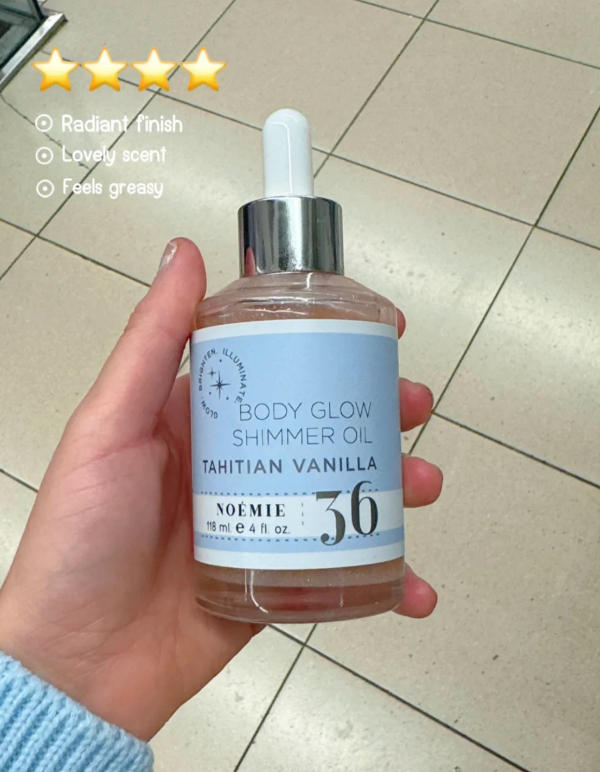 Radiant finish
Lovely scent
Feels greasy
GLOW. BRIGHTEN. ILLUMINATE.
BODY GLOW
SHIMMER OIL
TAHITIAN VANILLA
NOÉMIE
118 ml. e 4 fl. oz.
36